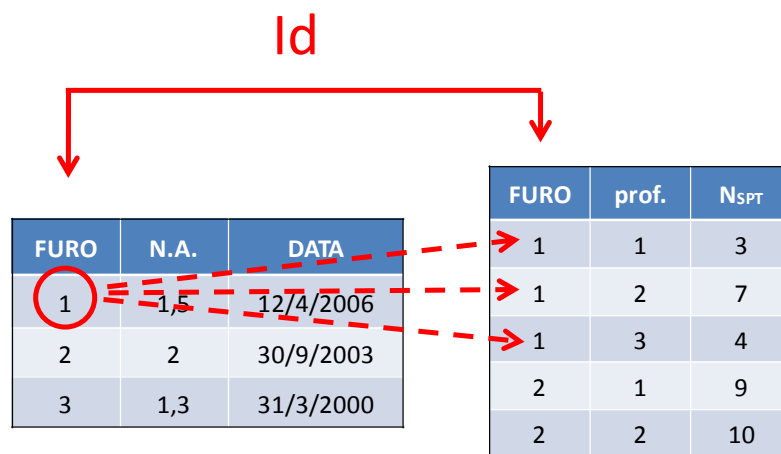 Id
FURO N.A. DATA
1 1,5 12/4/2006
2 2 30/9/2003
3 1,3 31/3/2000
FURO prof. NSPT
1 1 3
1 2 7
1 3 4
2 1 9
2 2 10